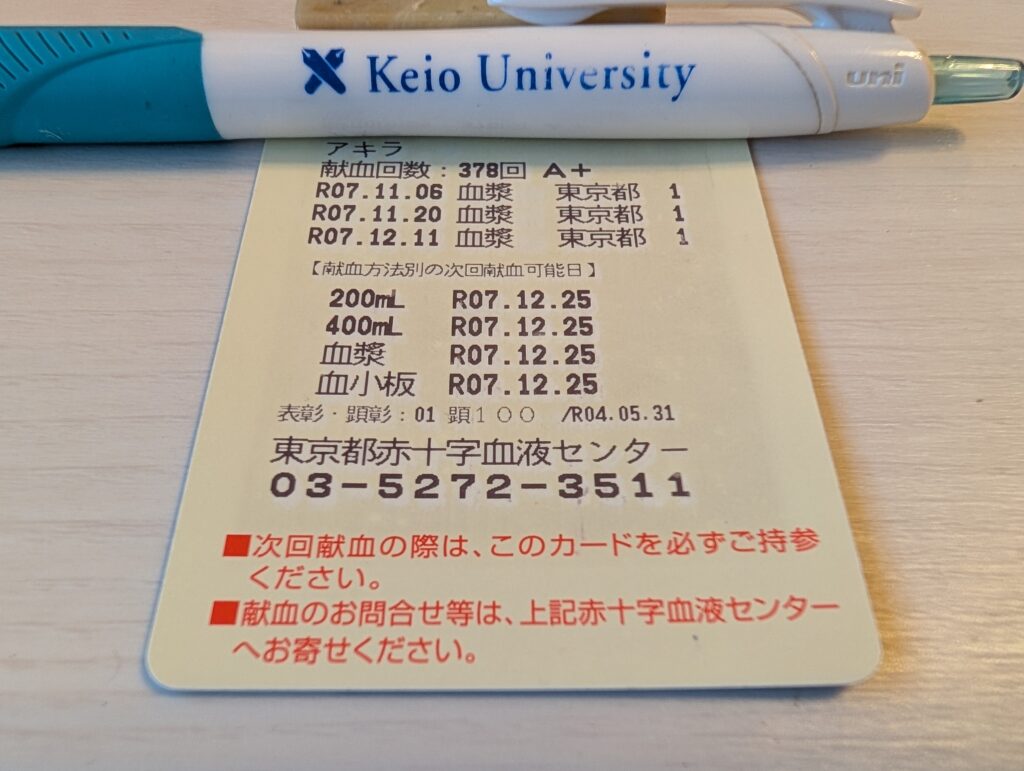 Keio University
uni
アキラ
献血回数：378回 A+
R07.11.06 血漿 東京都 1
R07.11.20 血漿 東京都 1
R07.12.11 血漿 東京都 1
【献血方法別の次回献血可能日】
200mL R07.12.25
400mL R07.12.25
血漿 R07.12.25
血小板 R07.12.25
表彰・顕彰：01 顕１００ /R04.05.31
東京都赤十字血液センター
03-5272-3511
■次回献血の際は、このカードを必ずご持参
ください。
■献血のお問合せ等は、上記赤十字血液センター
へお寄せください。